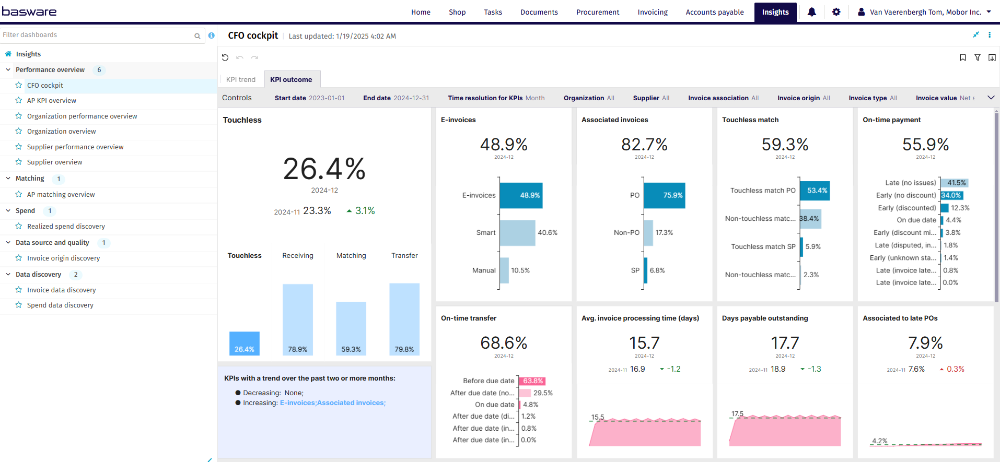 basware
Home Shop Tasks Documents Procurement Invoicing Accounts payable Insights Van Vaerenbergh Tom, Mobor Inc.
Filter dashboards
Insights
Performance overview 6
CFO cockpit
AP KPI overview
Organization performance overview
Organization overview
Supplier performance overview
Supplier overview
Matching 1
AP matching overview
Spend 1
Realized spend discovery
Data source and quality 1
Invoice origin discovery
Data discovery 2
Invoice data discovery
Spend data discovery
CFO cockpit Last updated: 1/19/2025 4:02 AM
KPI trend KPI outcome
Controls Start date 2023-01-01 End date 2024-12-31 Time resolution for KPIs Month Organization All Supplier All Invoice association All Invoice origin All Invoice type All Invoice value Net s
Touchless
26.4%
2024-12
2024-11 23.3% 3.1%
Touchless Receiving Matching Transfer
26.4% 78.9% 59.3% 79.8%
KPIs with a trend over the past two or more months:
● Decreasing: None;
● Increasing: E-invoices;Associated invoices;
E-invoices
48.9%
2024-12
E-invoices 48.9%
Smart 40.6%
Manual 10.5%
Associated invoices
82.7%
2024-12
PO 75.9%
Non-PO 17.3%
SP 6.8%
Touchless match
59.3%
2024-12
Touchless match PO 53.4%
Non-touchless matc... 38.4%
Touchless match SP 5.9%
Non-touchless matc... 2.3%
On-time payment
55.9%
2024-12
Late (no issues) 41.5%
Early (no discount) 34.0%
Early (discounted) 12.3%
On due date 4.4%
Early (discount mi... 3.8%
Late (disputed, in... 1.8%
Early (unknown sta... 1.4%
Late (invoice late... 0.8%
Late (invoice late... 0.0%
On-time transfer
68.6%
2024-12
Before due date 63.8%
After due date (no... 29.5%
On due date 4.8%
After due date (di... 1.2%
After due date (in... 0.8%
After due date (in... 0.0%
Avg. invoice processing time (days)
15.7
2024-12
2024-11 16.9 -1.2
15.5
Days payable outstanding
17.7
2024-12
2024-11 18.9 -1.3
17.5
Associated to late POs
7.9%
2024-12
2024-11 7.6% 0.3%
4.2%